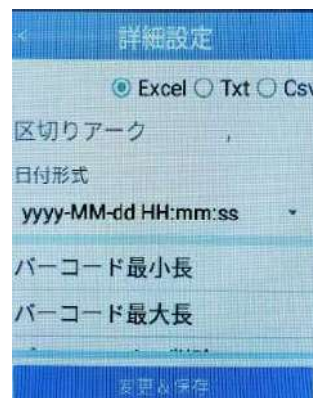 < 詳細設定
Excel Txt Csv
区切りアーク ,
日付形式
yyyy-MM-dd HH:mm:ss
バーコード最小長
バーコード最大長
変更&保存